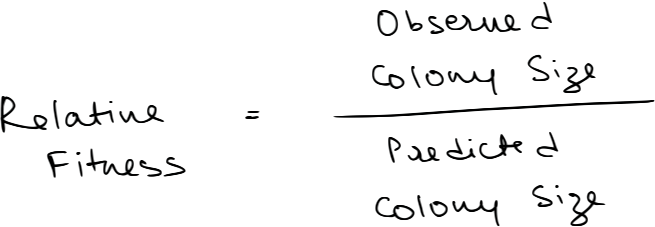 Observed
Colony Size
Relative
Fitness
=
Predicted
Colony Size